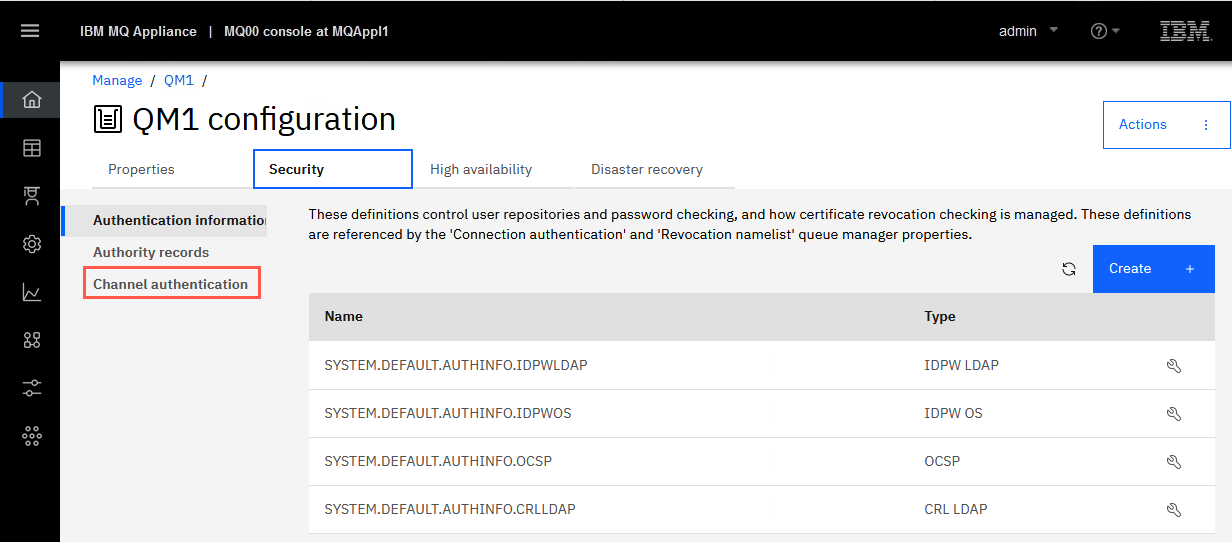 IBM MQ Appliance | MQ00 console at MQAppl1
admin
IBM
Manage / QM1 /
QM1 configuration
Actions
Properties
Security
High availability
Disaster recovery
Authentication information
Authority records
Channel authentication
These definitions control user repositories and password checking, and how certificate revocation checking is managed. These definitions
are referenced by the 'Connection authentication' and 'Revocation namelist' queue manager properties.
Create +
Name Type
SYSTEM.DEFAULT.AUTHINFO.IDPWLDAP IDPW LDAP
SYSTEM.DEFAULT.AUTHINFO.IDPWOS IDPW OS
SYSTEM.DEFAULT.AUTHINFO.OCSP OCSP
SYSTEM.DEFAULT.AUTHINFO.CRLLDAP CRL LDAP